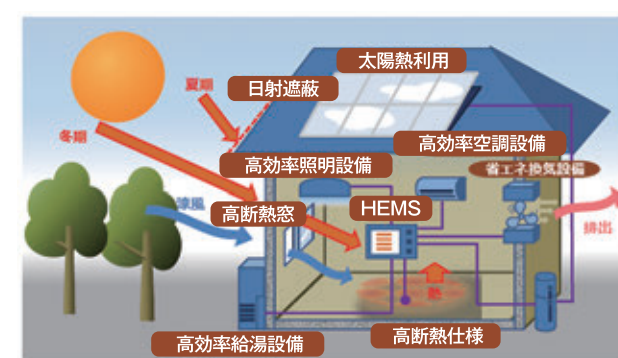 太陽熱利用
夏期
日射遮蔽
冬期
高効率空調設備
高効率照明設備
省エネ換気設備
涼風
高断熱窓
HEMS
排出
熱
高効率給湯設備
高断熱仕様